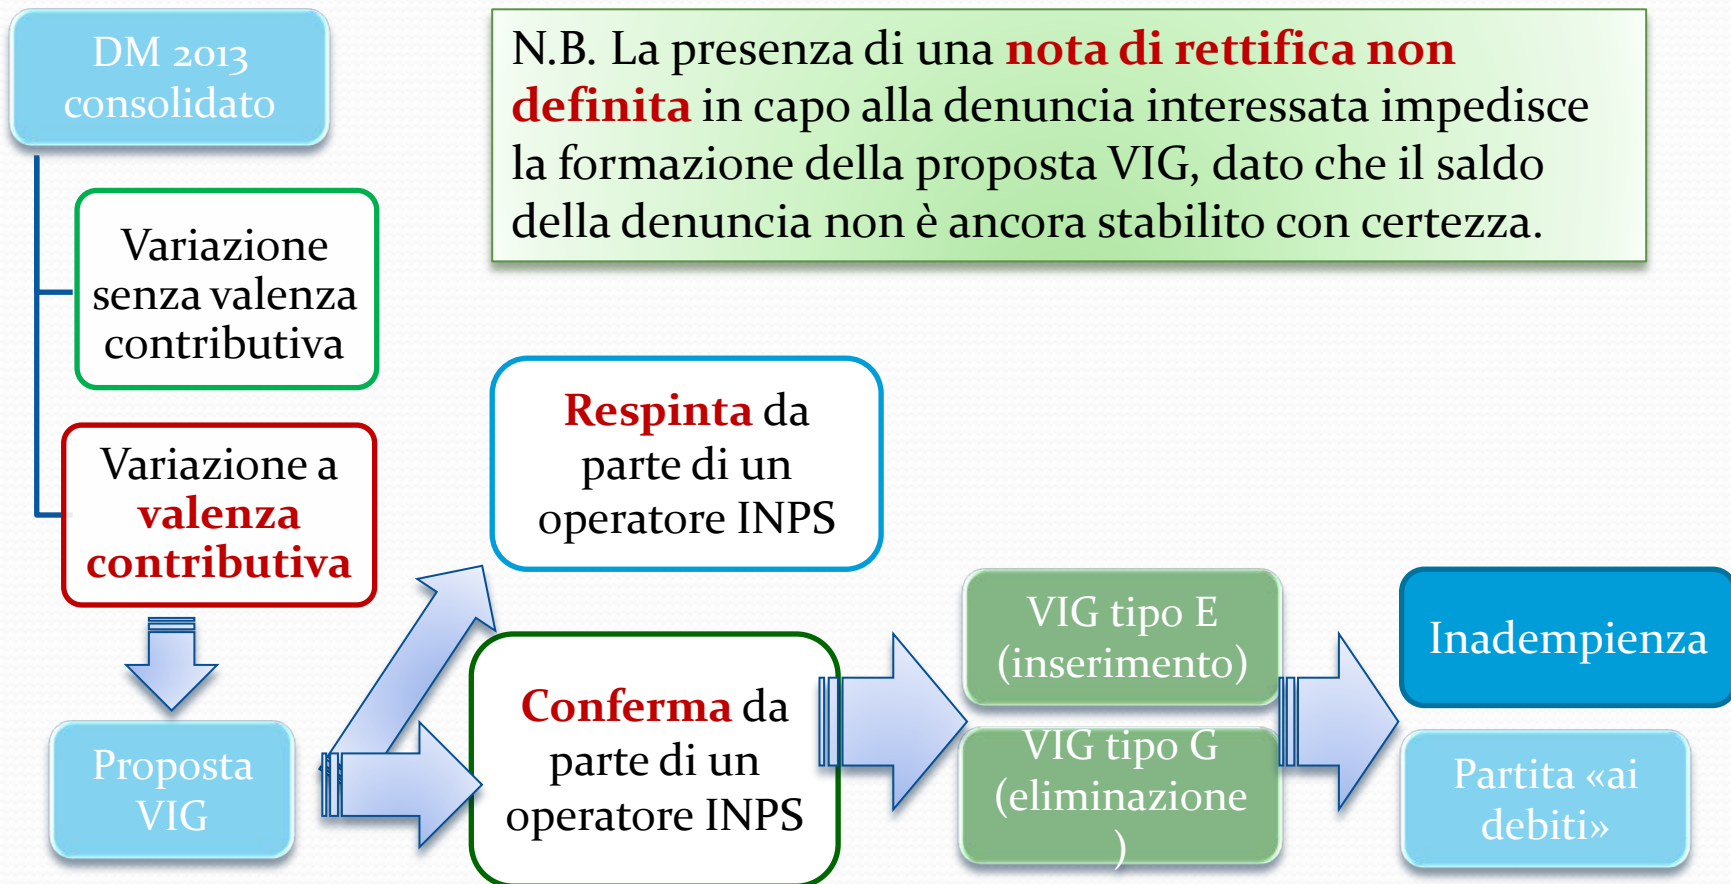 DM 2013
consolidato
N.B. La presenza di una nota di rettifica non
definita in capo alla denuncia interessata impedisce
la formazione della proposta VIG, dato che il saldo
della denuncia non è ancora stabilito con certezza.
Variazione
senza valenza
contributiva
Variazione a
valenza
contributiva
Proposta
VIG
Respinta da
parte di un
operatore INPS
Conferma da
parte di un
operatore INPS
VIG tipo E
(inserimento)
VIG tipo G
(eliminazione
)
Inadempienza
Partita «ai
debiti»